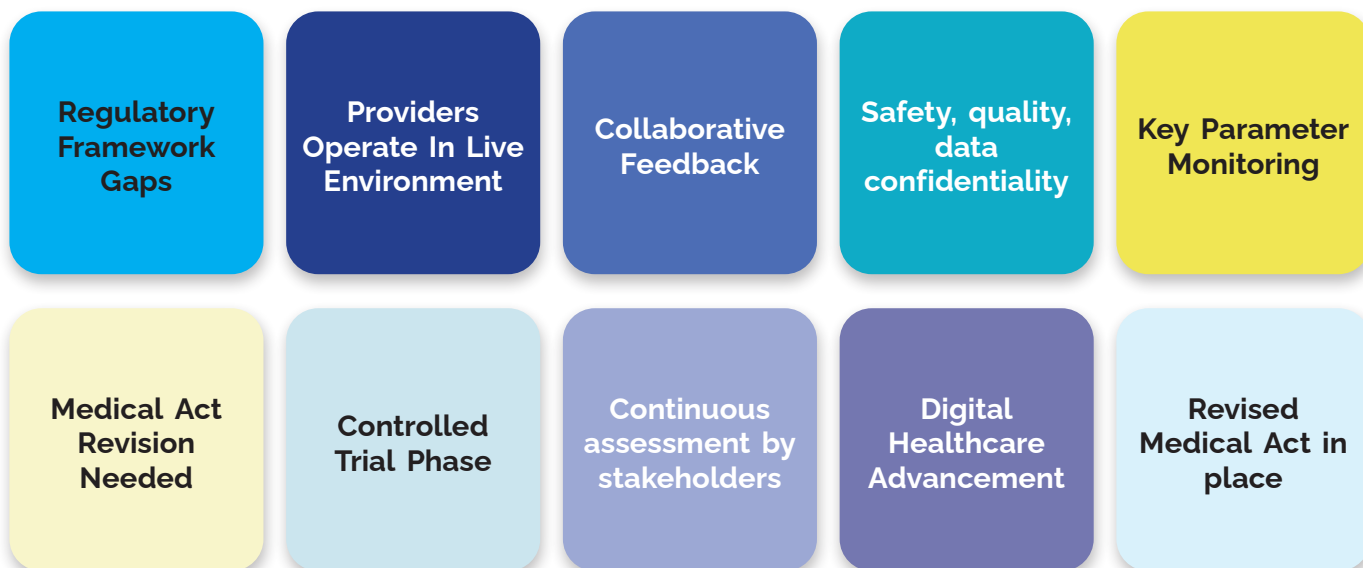 Regulatory
Framework
Gaps
Providers
Operate In Live
Environment
Collaborative
Feedback
Safety, quality,
data
confidentiality
Key Parameter
Monitoring
Medical Act
Revision
Needed
Controlled
Trial Phase
Continuous
assessment by
stakeholders
Digital
Healthcare
Advancement
Revised
Medical Act in
place